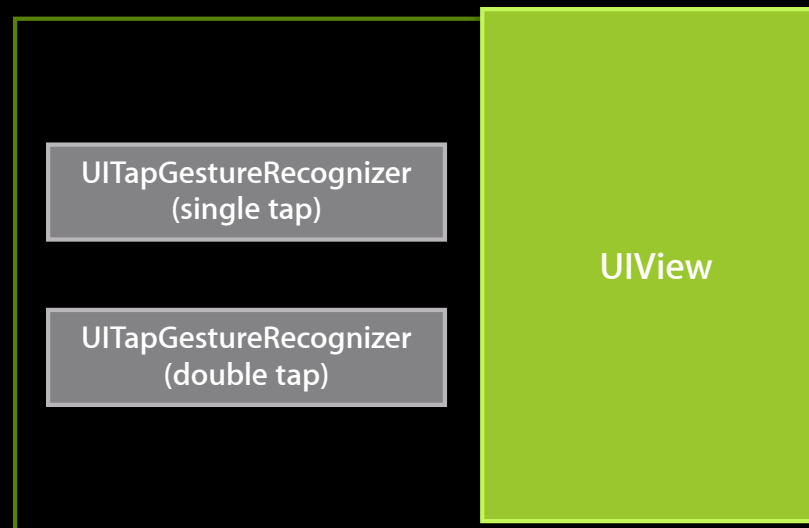 UITapGestureRecognizer
(single tap)
UITapGestureRecognizer
(double tap)
UIView